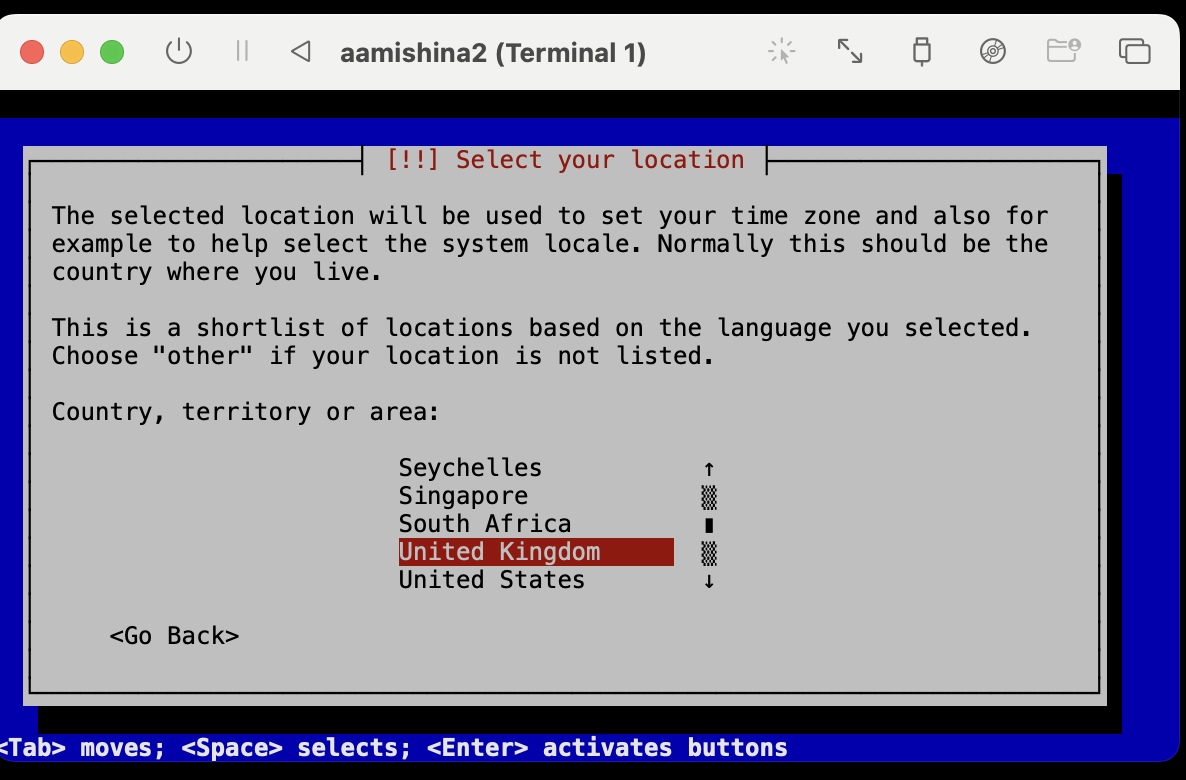 aamishina2 (Terminal 1)
[!!] Select your location
The selected location will be used to set your time zone and also for
example to help select the system locale. Normally this should be the
country where you live.
This is a shortlist of locations based on the language you selected.
Choose "other" if your location is not listed.
Country, territory or area:
Seychelles
Singapore
South Africa
United Kingdom
United States
<Go Back>
<Tab> moves; <Space> selects; <Enter> activates buttons